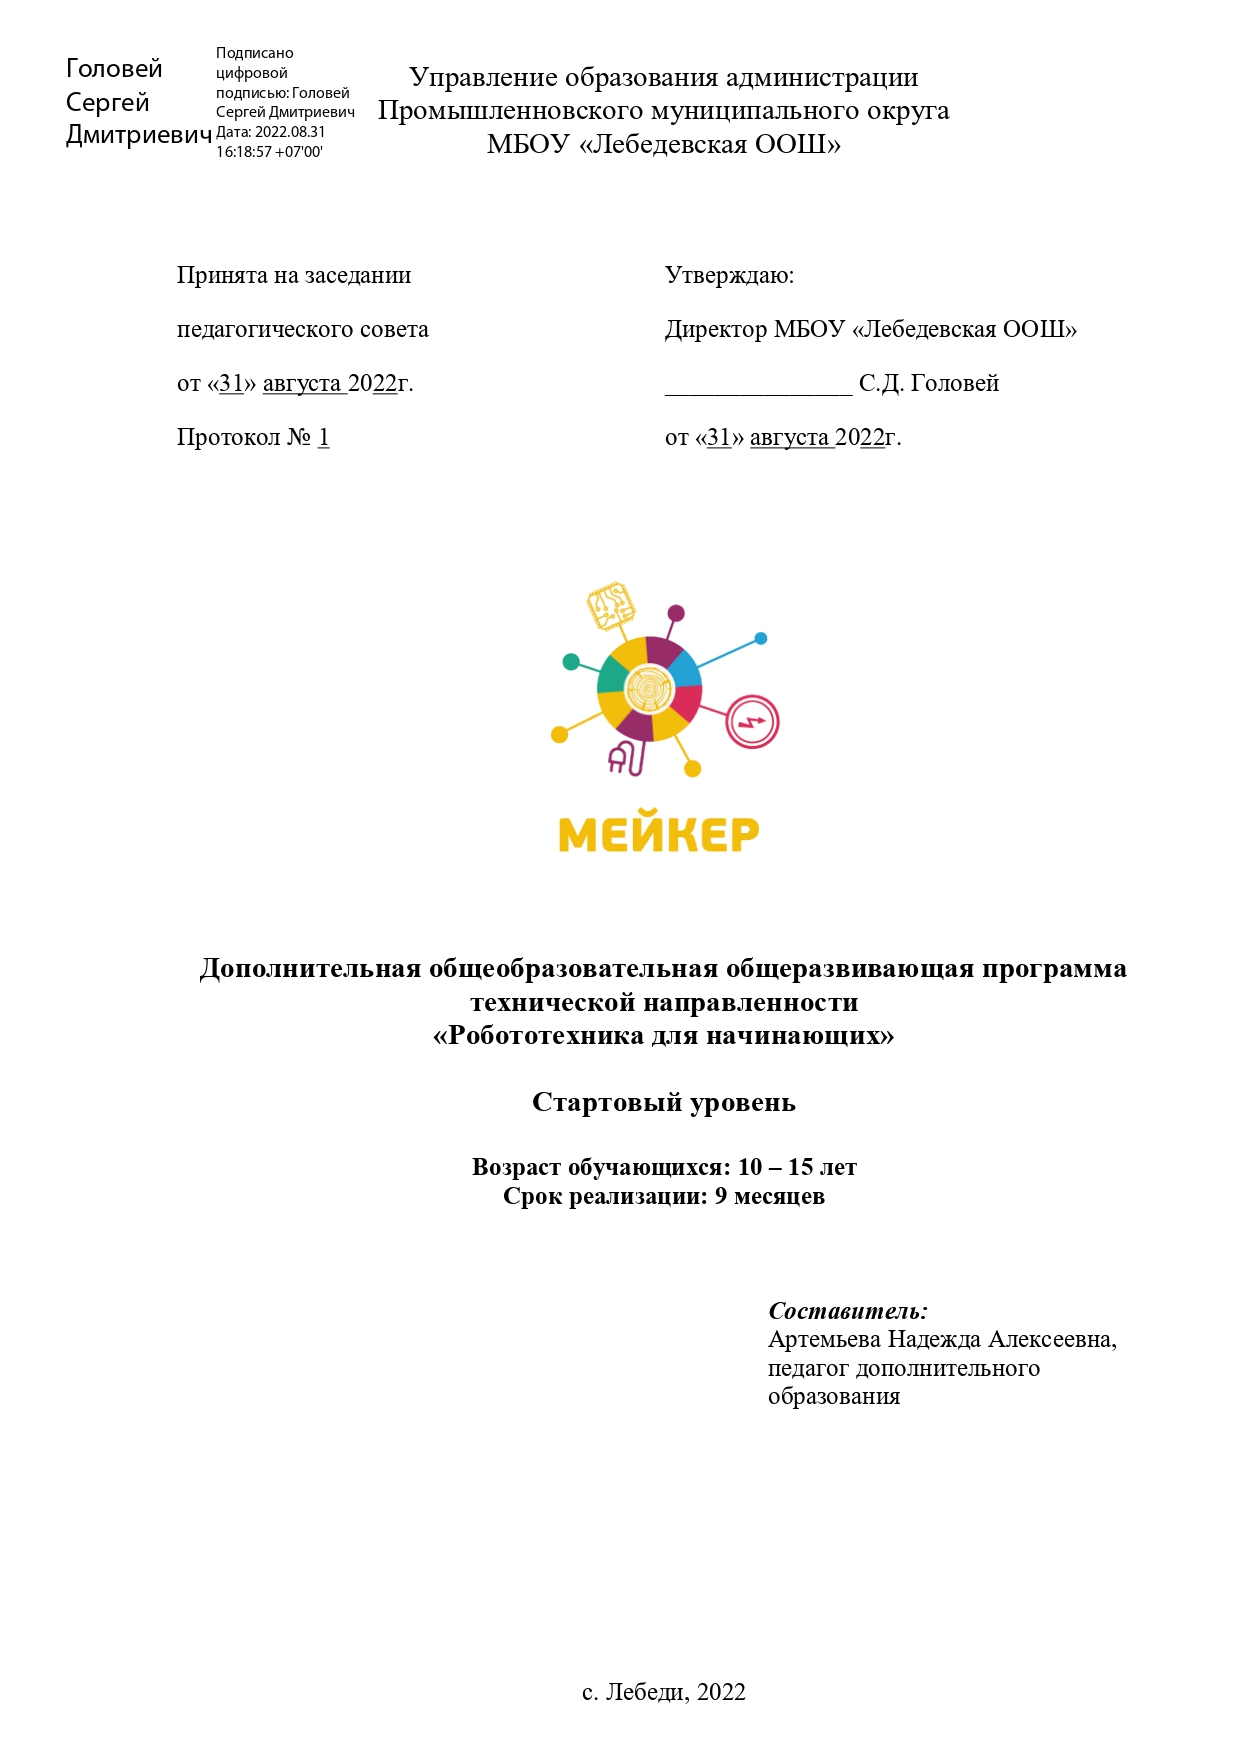 Головей
Сергей
Дмитриевич
Подписано
цифровой
подписью: Головей
Сергей Дмитриевич
Дата: 2022.08.31
16:18:57 +07'00'
Управление образования администрации
Промышленновского муниципального округа
МБОУ «Лебедевская ООШ»
Принята на заседании
педагогического совета
от «31» августа 2022г.
Протокол № 1
Утверждаю:
Директор МБОУ «Лебедевская ООШ»
_______________ С.Д. Головей
от «31» августа 2022г.
МЕЙКЕР
Дополнительная общеобразовательная общеразвивающая программа
технической направленности
«Робототехника для начинающих»
Стартовый уровень
Возраст обучающихся: 10 – 15 лет
Срок реализации: 9 месяцев
Составитель:
Артемьева Надежда Алексеевна,
педагог дополнительного
образования
с. Лебеди, 2022